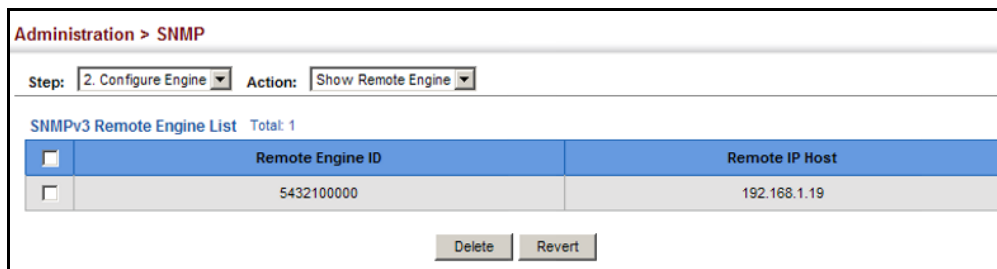 Administration > SNMP
Step: 2. Configure Engine Action: Show Remote Engine
SNMPv3 Remote Engine List Total: 1
Remote Engine ID Remote IP Host
5432100000 192.168.1.19
Delete Revert